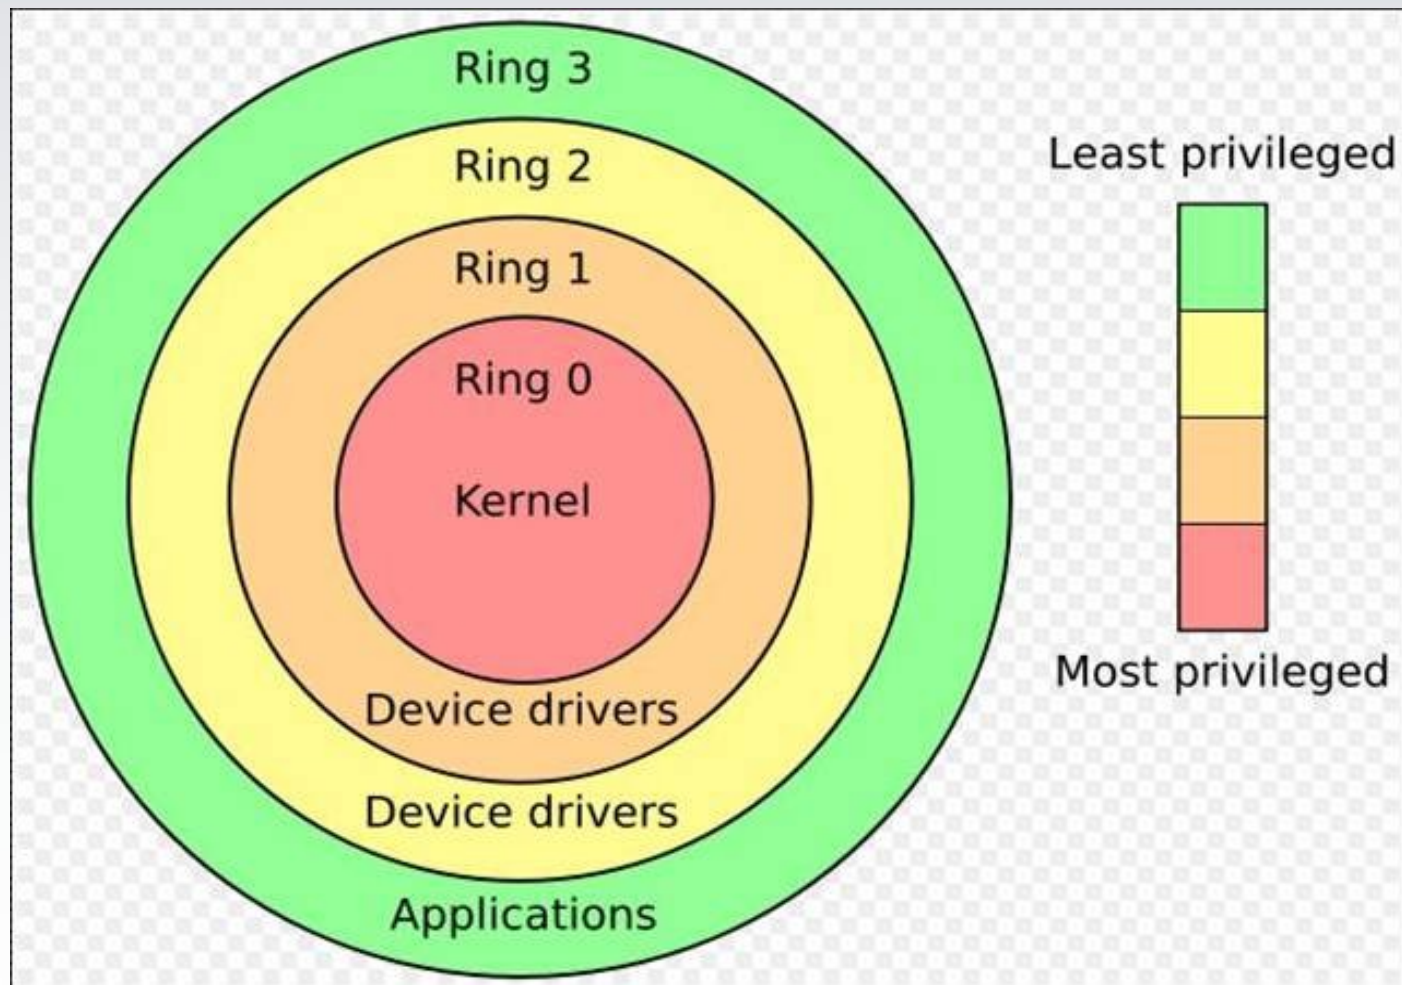 Ring 3
Ring 2
Ring 1
Ring 0
Kernel
Device drivers
Device drivers
Applications
Least privileged
Most privileged